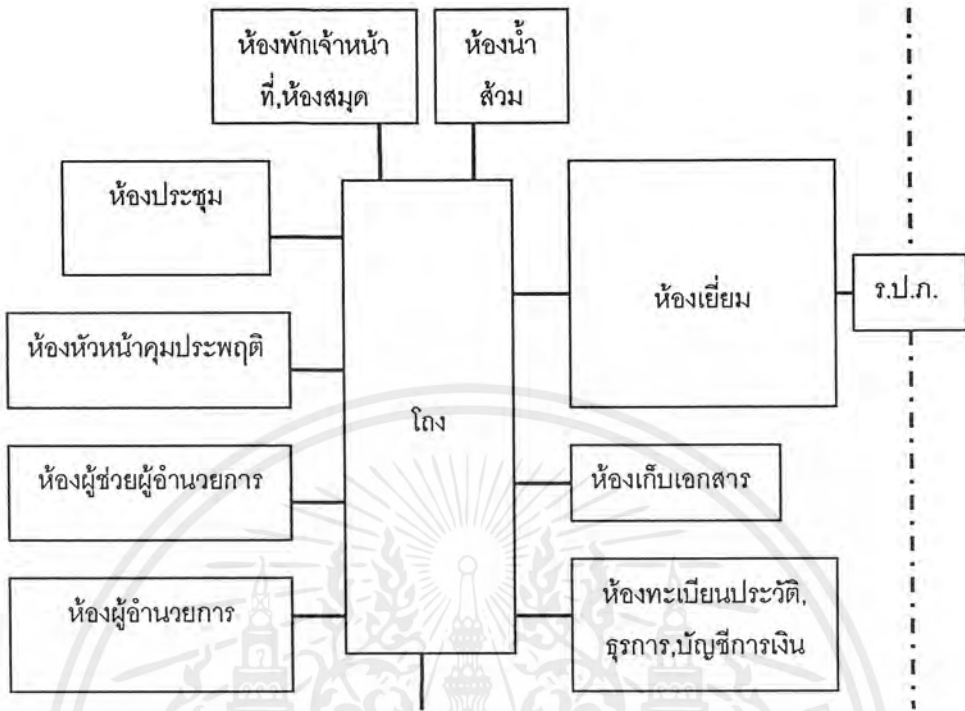 ห้องพักเจ้าหน้า
ที่,ห้องสมุด
ห้องน้ำ
ส้วม
ห้องประชุม
ห้องเยี่ยม
ร.ป.ภ.
ห้องหัวหน้าคุมประพฤติ
โถง
ห้องผู้ช่วยผู้อำนวยการ
ห้องเก็บเอกสาร
ห้องผู้อำนวยการ
ห้องทะเบียนประวัติ,
ธุรการ,บัญชีการเงิน